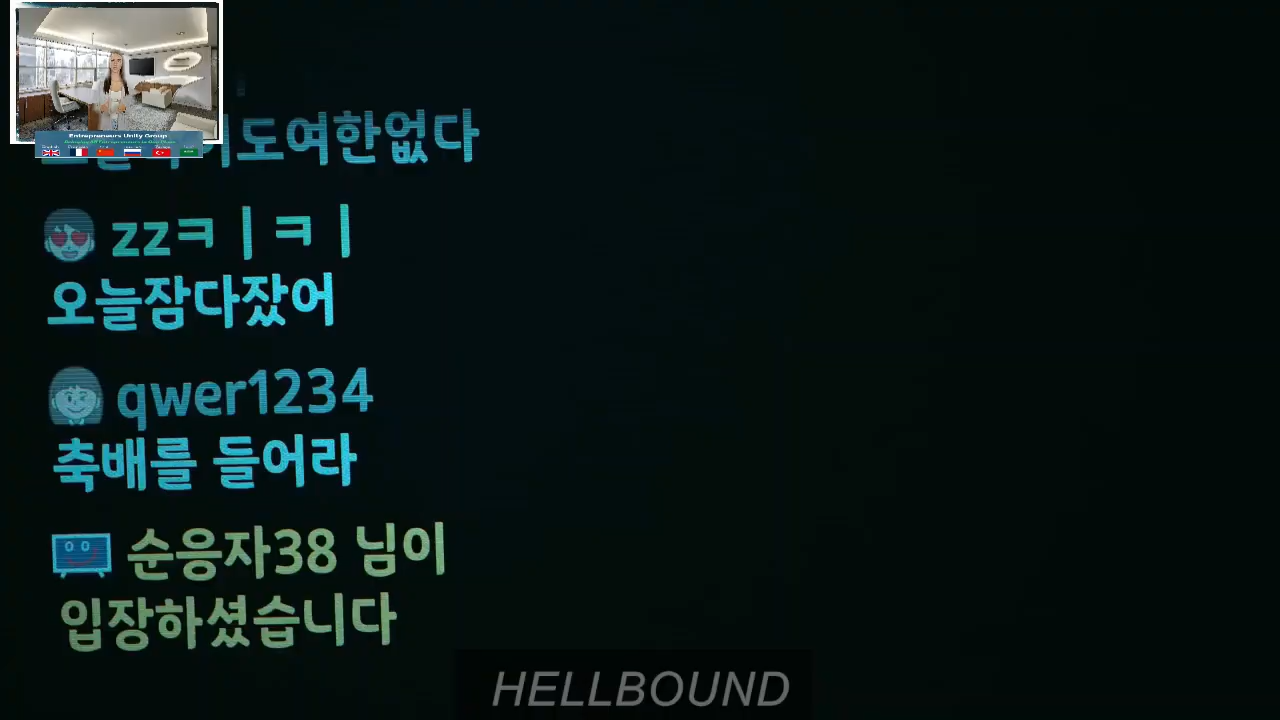 Entrepreneurs Unity Group
도여한없다
zzㅋㅣㅋㅣ
오늘잠다잤어
qwer1234
축배를 들어라
순응자38 님이
입장하셨습니다
HELLBOUND